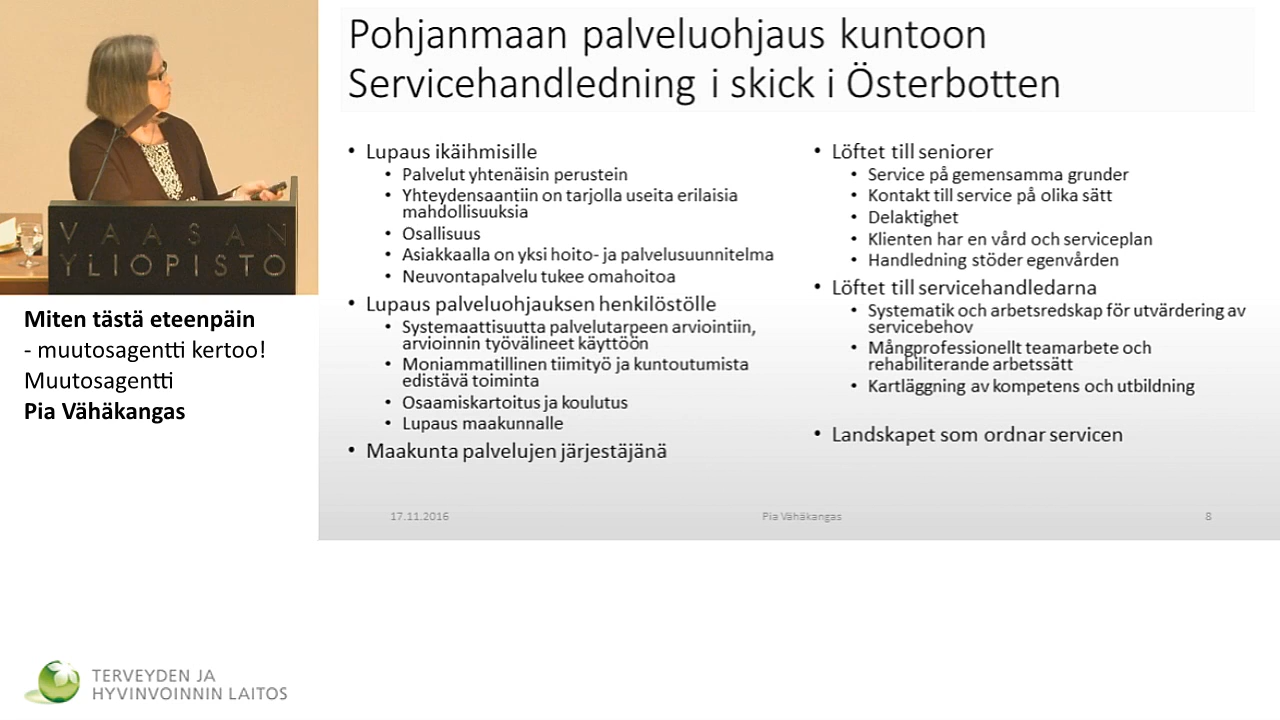 Pohjanmaan palveluohjaus kuntoon
Servicehandledning i skick i Österbotten
• Lupaus ikäihmisille
• Palvelut yhtenäisin perustein
• Yhteydensaantiin on tarjolla useita erilaisia
mahdollisuuksia
• Osallisuus
• Asiakkaalla on yksi hoito- ja palvelusuunnitelma
• Neuvontapalvelu tukee omahoitoa
• Lupaus palveluohjauksen henkilöstölle
• Systemaattisuutta palvelutarpeen arviointiin,
arvioinnin työvälineet käyttöön
• Moniammatillinen tiimityö ja kuntoutumista
edistävä toiminta
• Osaamiskartoitus ja koulutus
• Lupaus maakunnalle
• Maakunta palvelujen järjestäjänä
• Löftet till seniorer
• Service på gemensamma grunder
• Kontakt till service på olika sätt
• Delaktighet
• Klienten har en vård och serviceplan
• Handledning stöder egenvården
• Löftet till servicehandledarna
• Systematik och arbetsredskap för utvärdering av
servicebehov
• Mångprofessionellt teamarbete och
rehabiliterande arbetssätt
• Kartläggning av kompetens och utbildning
• Landskapet som ordnar servicen
17.11.2016
Pia Vähäkangas
8
VAASAN
YLIOPISTO
Miten tästä eteenpäin
- muutosagentti kertoo!
Muutosagentti
Pia Vähäkangas
TERVEYDEN JA
HYVINVOINNIN LAITOS